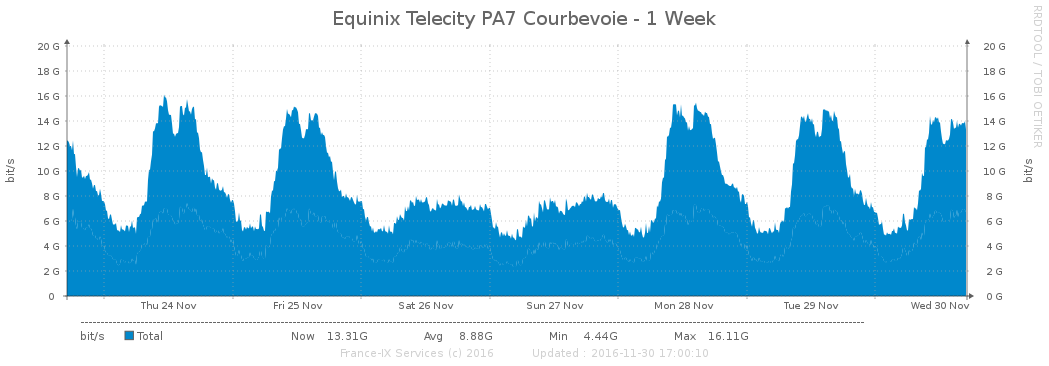 Equinix Telecity PA7 Courbevoie - 1 Week
RRDTOOL / TOBI OETIKER
bit/s
20 G
18 G
16 G
14 G
12 G
10 G
8 G
6 G
4 G
2 G
0
20 G
18 G
16 G
14 G
12 G
10 G
8 G
6 G
4 G
2 G
0 G
bit/s
Thu 24 Nov Fri 25 Nov Sat 26 Nov Sun 27 Nov Mon 28 Nov Tue 29 Nov Wed 30 Nov
bit/s Total Now 13.31G Avg 8.88G Min 4.44G Max 16.11G
France-IX Services (c) 2016 Updated : 2016-11-30 17:00:10